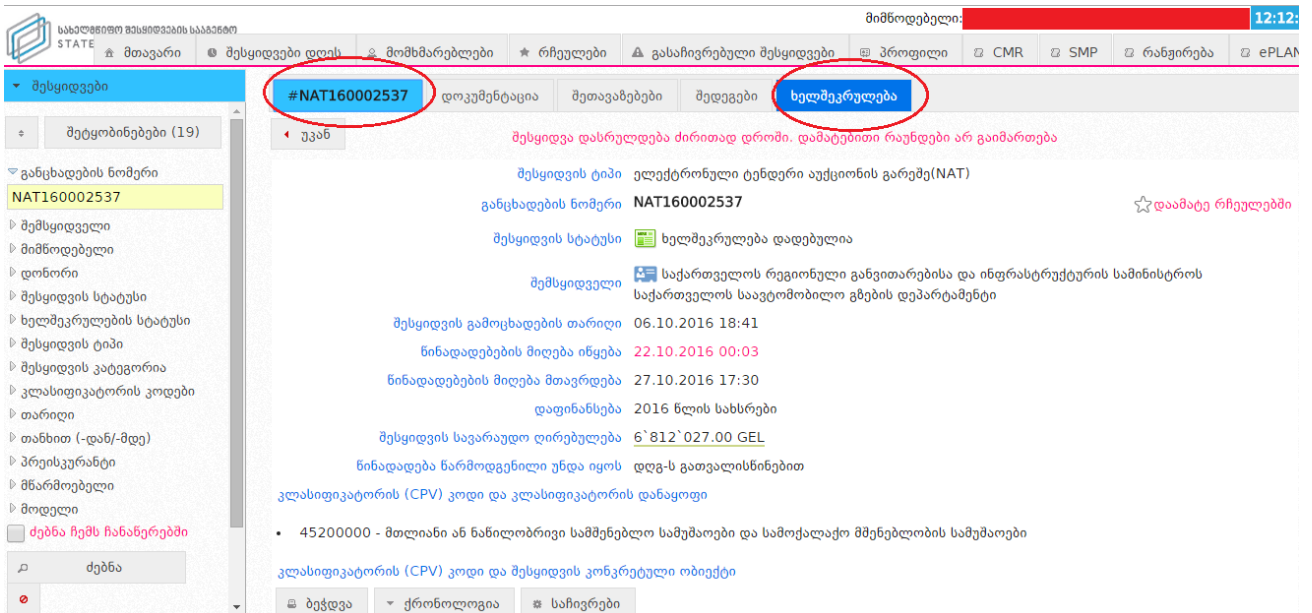 სახელმწიფო შესყიდვების სააგენტო
STATE
მიმწოდებელი:
12:12:
მთავარი
შესყიდვები დღეს
მომხმარებლები
რჩეულები
გასაჩივრებული შესყიდვები
პროფილი
CMR
SMP
რანჟირება
ePLAN
შესყიდვები
#NAT160002537
დოკუმენტაცია
შეთავაზებები
შედეგები
ხელშეკრულება
შეტყობინებები (19)
განცხადების ნომერი
NAT160002537
შემსყიდველი
მიმწოდებელი
დონორი
შესყიდვის სტატუსი
ხელშეკრულების სტატუსი
შესყიდვის ტიპი
შესყიდვის კატეგორია
კლასიფიკატორის კოდები
თარიღი
თანხით (-დან/-მდე)
პრეისკურანტი
მწარმოებელი
მოდელი
ძებნა ჩემს ჩანაწერებში
ძებნა
უკან
შესყიდვა დასრულდება ძირითად დროში. დამატებითი რაუნდები არ გაიმართება
შესყიდვის ტიპი ელექტრონული ტენდერი აუქციონის გარეშე(NAT)
განცხადების ნომერი NAT160002537
დაამატე რჩეულებში
შესყიდვის სტატუსი ხელშეკრულება დადებულია
შემსყიდველი საქართველოს რეგიონული განვითარებისა და ინფრასტრუქტურის სამინისტროს
საქართველოს საავტომობილო გზების დეპარტამენტი
შესყიდვის გამოცხადების თარიღი 06.10.2016 18:41
წინადადებების მიღება იწყება 22.10.2016 00:03
წინადადებების მიღება მთავრდება 27.10.2016 17:30
დაფინანსება 2016 წლის სახსრები
შესყიდვის სავარაუდო ღირებულება 6`812`027.00 GEL
წინადადება წარმოდგენილი უნდა იყოს დღგ-ს გათვალისწინებით
კლასიფიკატორის (CPV) კოდი და კლასიფიკატორის დანაყოფი
• 45200000 - მთლიანი ან ნაწილობრივი სამშენებლო სამუშაოები და სამოქალაქო მშენებლობის სამუშაოები
კლასიფიკატორის (CPV) კოდი და შესყიდვის კონკრეტული ობიექტი
ბეჭდვა
ქრონოლოგია
საჩივრები